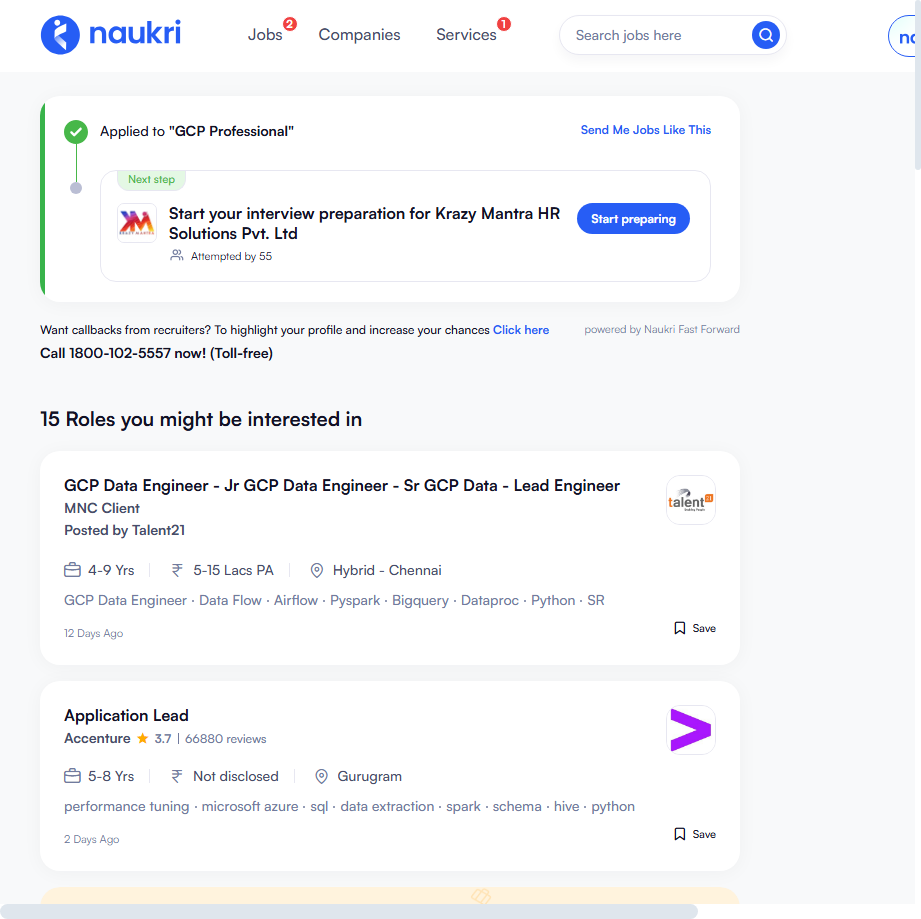 naukri
Jobs 2 Companies Services 1 Search jobs here
Applied to "GCP Professional" Send Me Jobs Like This
Next step
Start your interview preparation for Krazy Mantra HR
Solutions Pvt. Ltd
Start preparing
Attempted by 55
Want callbacks from recruiters? To highlight your profile and increase your chances Click here powered by Naukri Fast Forward
Call 1800-102-5557 now! (Toll-free)
15 Roles you might be interested in
GCP Data Engineer - Jr GCP Data Engineer - Sr GCP Data - Lead Engineer
MNC Client
Posted by Talent21
talent
4-9 Yrs ₹ 5-15 Lacs PA Hybrid - Chennai
GCP Data Engineer · Data Flow · Airflow · Pyspark · Bigquery · Dataproc · Python · SR
12 Days Ago Save
Application Lead
Accenture 3.7 | 66880 reviews
5-8 Yrs ₹ Not disclosed Gurugram
performance tuning · microsoft azure · sql · data extraction · spark · schema · hive · python
2 Days Ago Save